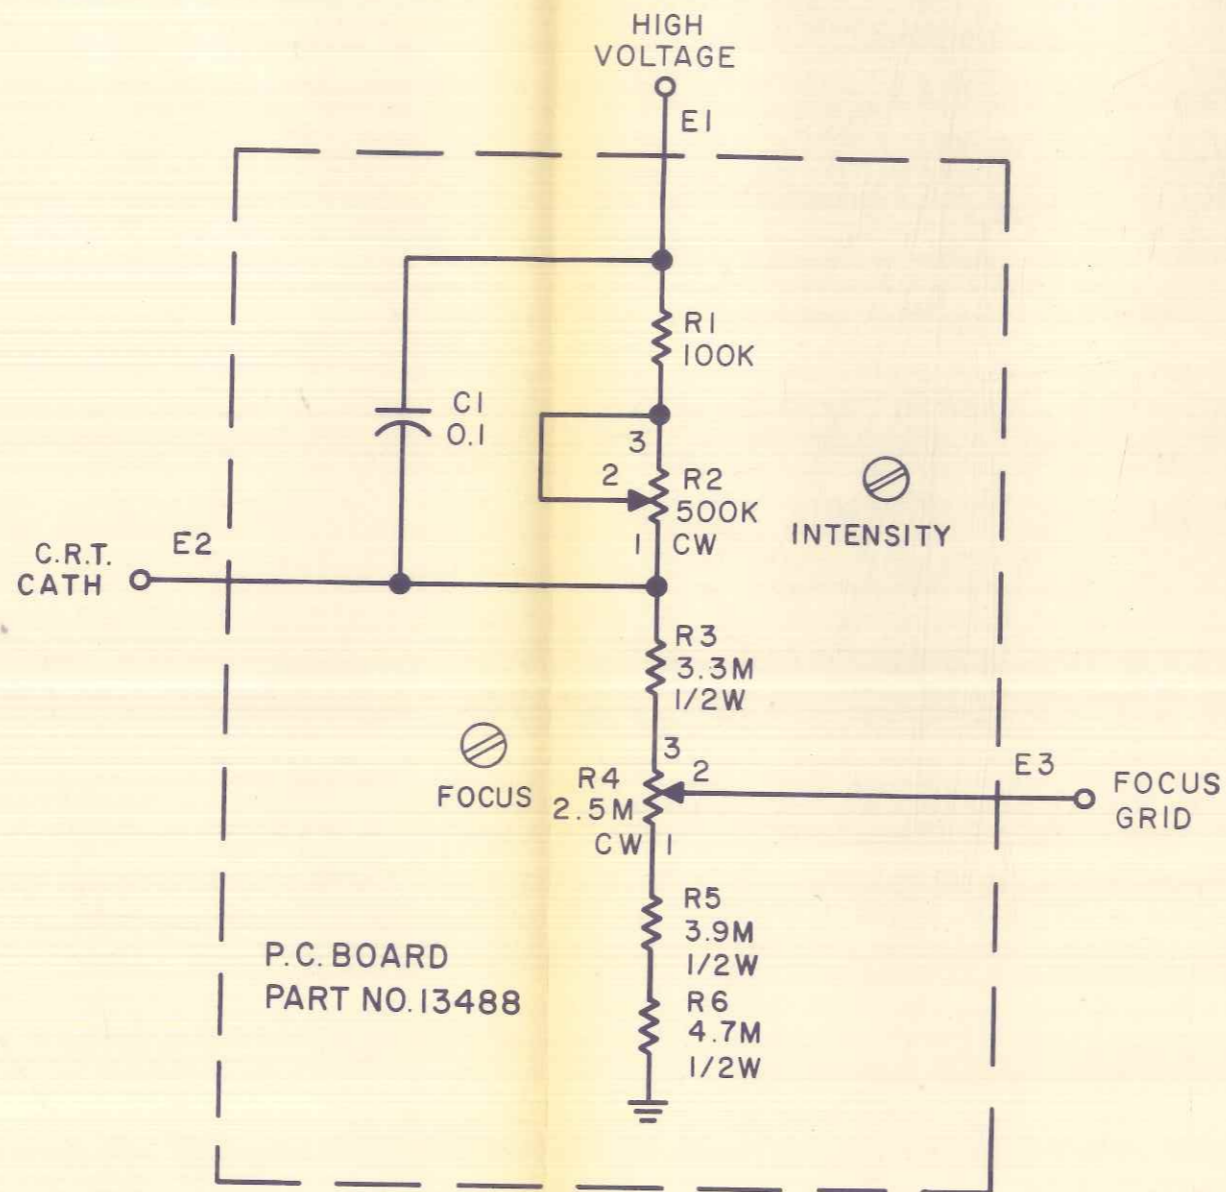 HIGH
VOLTAGE
E1
R1
100K
C1
0.1
3
2
R2
500K
1 CW
INTENSITY
E2
C.R.T.
CATH
R3
3.3M
1/2W
FOCUS
3
2
R4
2.5M
CW 1
E3
FOCUS
GRID
R5
3.9M
1/2W
R6
4.7M
1/2W
P.C. BOARD
PART NO. 13488